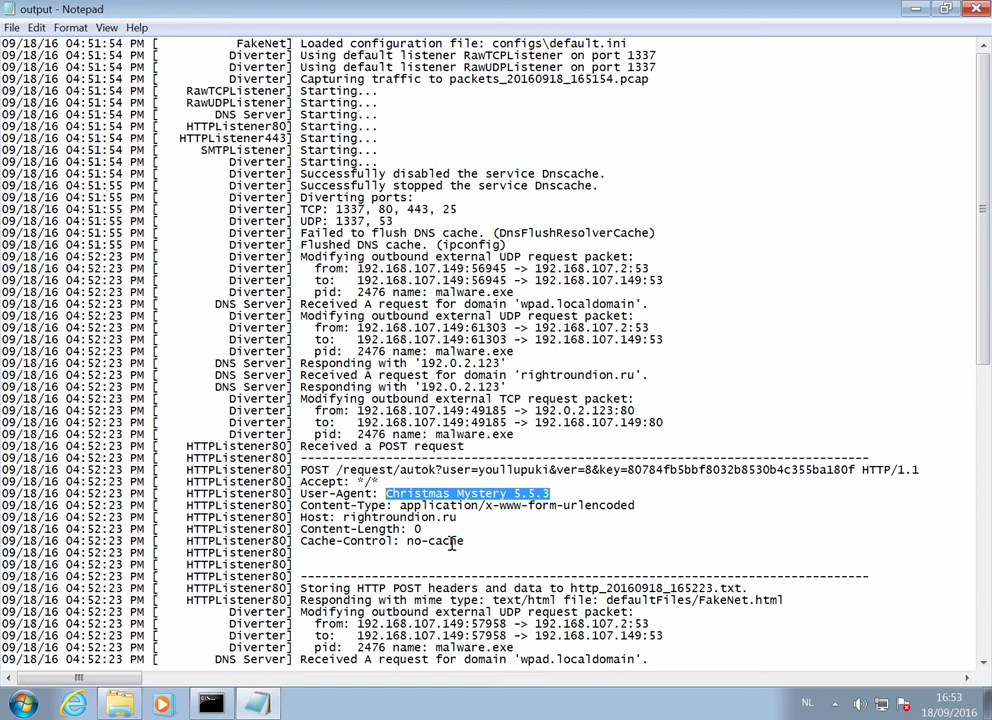 output - Notepad
File Edit Format View Help
09/18/16 04:51:54 PM [ FakeNet] Loaded configuration file: configs\default.ini
09/18/16 04:51:54 PM [ Diverter] Using default listener RawTCPListener on port 1337
09/18/16 04:51:54 PM [ Diverter] Using default listener RawUDPListener on port 1337
09/18/16 04:51:54 PM [ Diverter] Capturing traffic to packets_20160918_165154.pcap
09/18/16 04:51:54 PM [ RawTCPListener] Starting...
09/18/16 04:51:54 PM [ RawUDPListener] Starting...
09/18/16 04:51:54 PM [ DNS Server] Starting...
09/18/16 04:51:54 PM [ HTTPListener80] Starting...
09/18/16 04:51:54 PM [ HTTPListener443] Starting...
09/18/16 04:51:54 PM [ SMTPListener] Starting...
09/18/16 04:51:54 PM [ Diverter] Starting...
09/18/16 04:51:54 PM [ Diverter] Successfully disabled the service Dnscache.
09/18/16 04:51:55 PM [ Diverter] Successfully stopped the service Dnscache.
09/18/16 04:51:55 PM [ Diverter] Diverting ports:
09/18/16 04:51:55 PM [ Diverter] TCP: 1337, 80, 443, 25
09/18/16 04:51:55 PM [ Diverter] UDP: 1337, 53
09/18/16 04:51:55 PM [ Diverter] Failed to flush DNS cache. (DnsFlushResolverCache)
09/18/16 04:51:55 PM [ Diverter] Flushed DNS cache. (ipconfig)
09/18/16 04:52:23 PM [ Diverter] Modifying outbound external UDP request packet:
09/18/16 04:52:23 PM [ Diverter] from: 192.168.107.149:56945 -> 192.168.107.2:53
09/18/16 04:52:23 PM [ Diverter] to: 192.168.107.149:56945 -> 192.168.107.149:53
09/18/16 04:52:23 PM [ Diverter] pid: 2476 name: malware.exe
09/18/16 04:52:23 PM [ DNS Server] Received A request for domain 'wpad.localdomain'.
09/18/16 04:52:23 PM [ Diverter] Modifying outbound external UDP request packet:
09/18/16 04:52:23 PM [ Diverter] from: 192.168.107.149:61303 -> 192.168.107.2:53
09/18/16 04:52:23 PM [ Diverter] to: 192.168.107.149:61303 -> 192.168.107.149:53
09/18/16 04:52:23 PM [ Diverter] pid: 2476 name: malware.exe
09/18/16 04:52:23 PM [ DNS Server] Responding with '192.0.2.123'
09/18/16 04:52:23 PM [ DNS Server] Received A request for domain 'rightroundion.ru'.
09/18/16 04:52:23 PM [ DNS Server] Responding with '192.0.2.123'
09/18/16 04:52:23 PM [ Diverter] Modifying outbound external TCP request packet:
09/18/16 04:52:23 PM [ Diverter] from: 192.168.107.149:49185 -> 192.0.2.123:80
09/18/16 04:52:23 PM [ Diverter] to: 192.168.107.149:49185 -> 192.168.107.149:80
09/18/16 04:52:23 PM [ Diverter] pid: 2476 name: malware.exe
09/18/16 04:52:23 PM [ HTTPListener80] Received a POST request
09/18/16 04:52:23 PM [ HTTPListener80] --------------------------------------------------------------------------------
09/18/16 04:52:23 PM [ HTTPListener80] POST /request/autok?user=youllupuki&ver=8&key=80784fb5bbf8032b8530b4c355ba180f HTTP/1.1
09/18/16 04:52:23 PM [ HTTPListener80] Accept: */*
09/18/16 04:52:23 PM [ HTTPListener80] User-Agent: Christmas Mystery 5.5.3
09/18/16 04:52:23 PM [ HTTPListener80] Content-Type: application/x-www-form-urlencoded
09/18/16 04:52:23 PM [ HTTPListener80] Host: rightroundion.ru
09/18/16 04:52:23 PM [ HTTPListener80] Content-Length: 0
09/18/16 04:52:23 PM [ HTTPListener80] Cache-Control: no-cache
09/18/16 04:52:23 PM [ HTTPListener80]
09/18/16 04:52:23 PM [ HTTPListener80]
09/18/16 04:52:23 PM [ HTTPListener80] --------------------------------------------------------------------------------
09/18/16 04:52:23 PM [ HTTPListener80] Storing HTTP POST headers and data to http_20160918_165223.txt.
09/18/16 04:52:23 PM [ HTTPListener80] Responding with mime type: text/html file: defaultFiles/FakeNet.html
09/18/16 04:52:23 PM [ Diverter] Modifying outbound external UDP request packet:
09/18/16 04:52:23 PM [ Diverter] from: 192.168.107.149:57958 -> 192.168.107.2:53
09/18/16 04:52:23 PM [ Diverter] to: 192.168.107.149:57958 -> 192.168.107.149:53
09/18/16 04:52:23 PM [ Diverter] pid: 2476 name: malware.exe
09/18/16 04:52:23 PM [ DNS Server] Received A request for domain 'wpad.localdomain'.
NL
16:53
18/09/2016